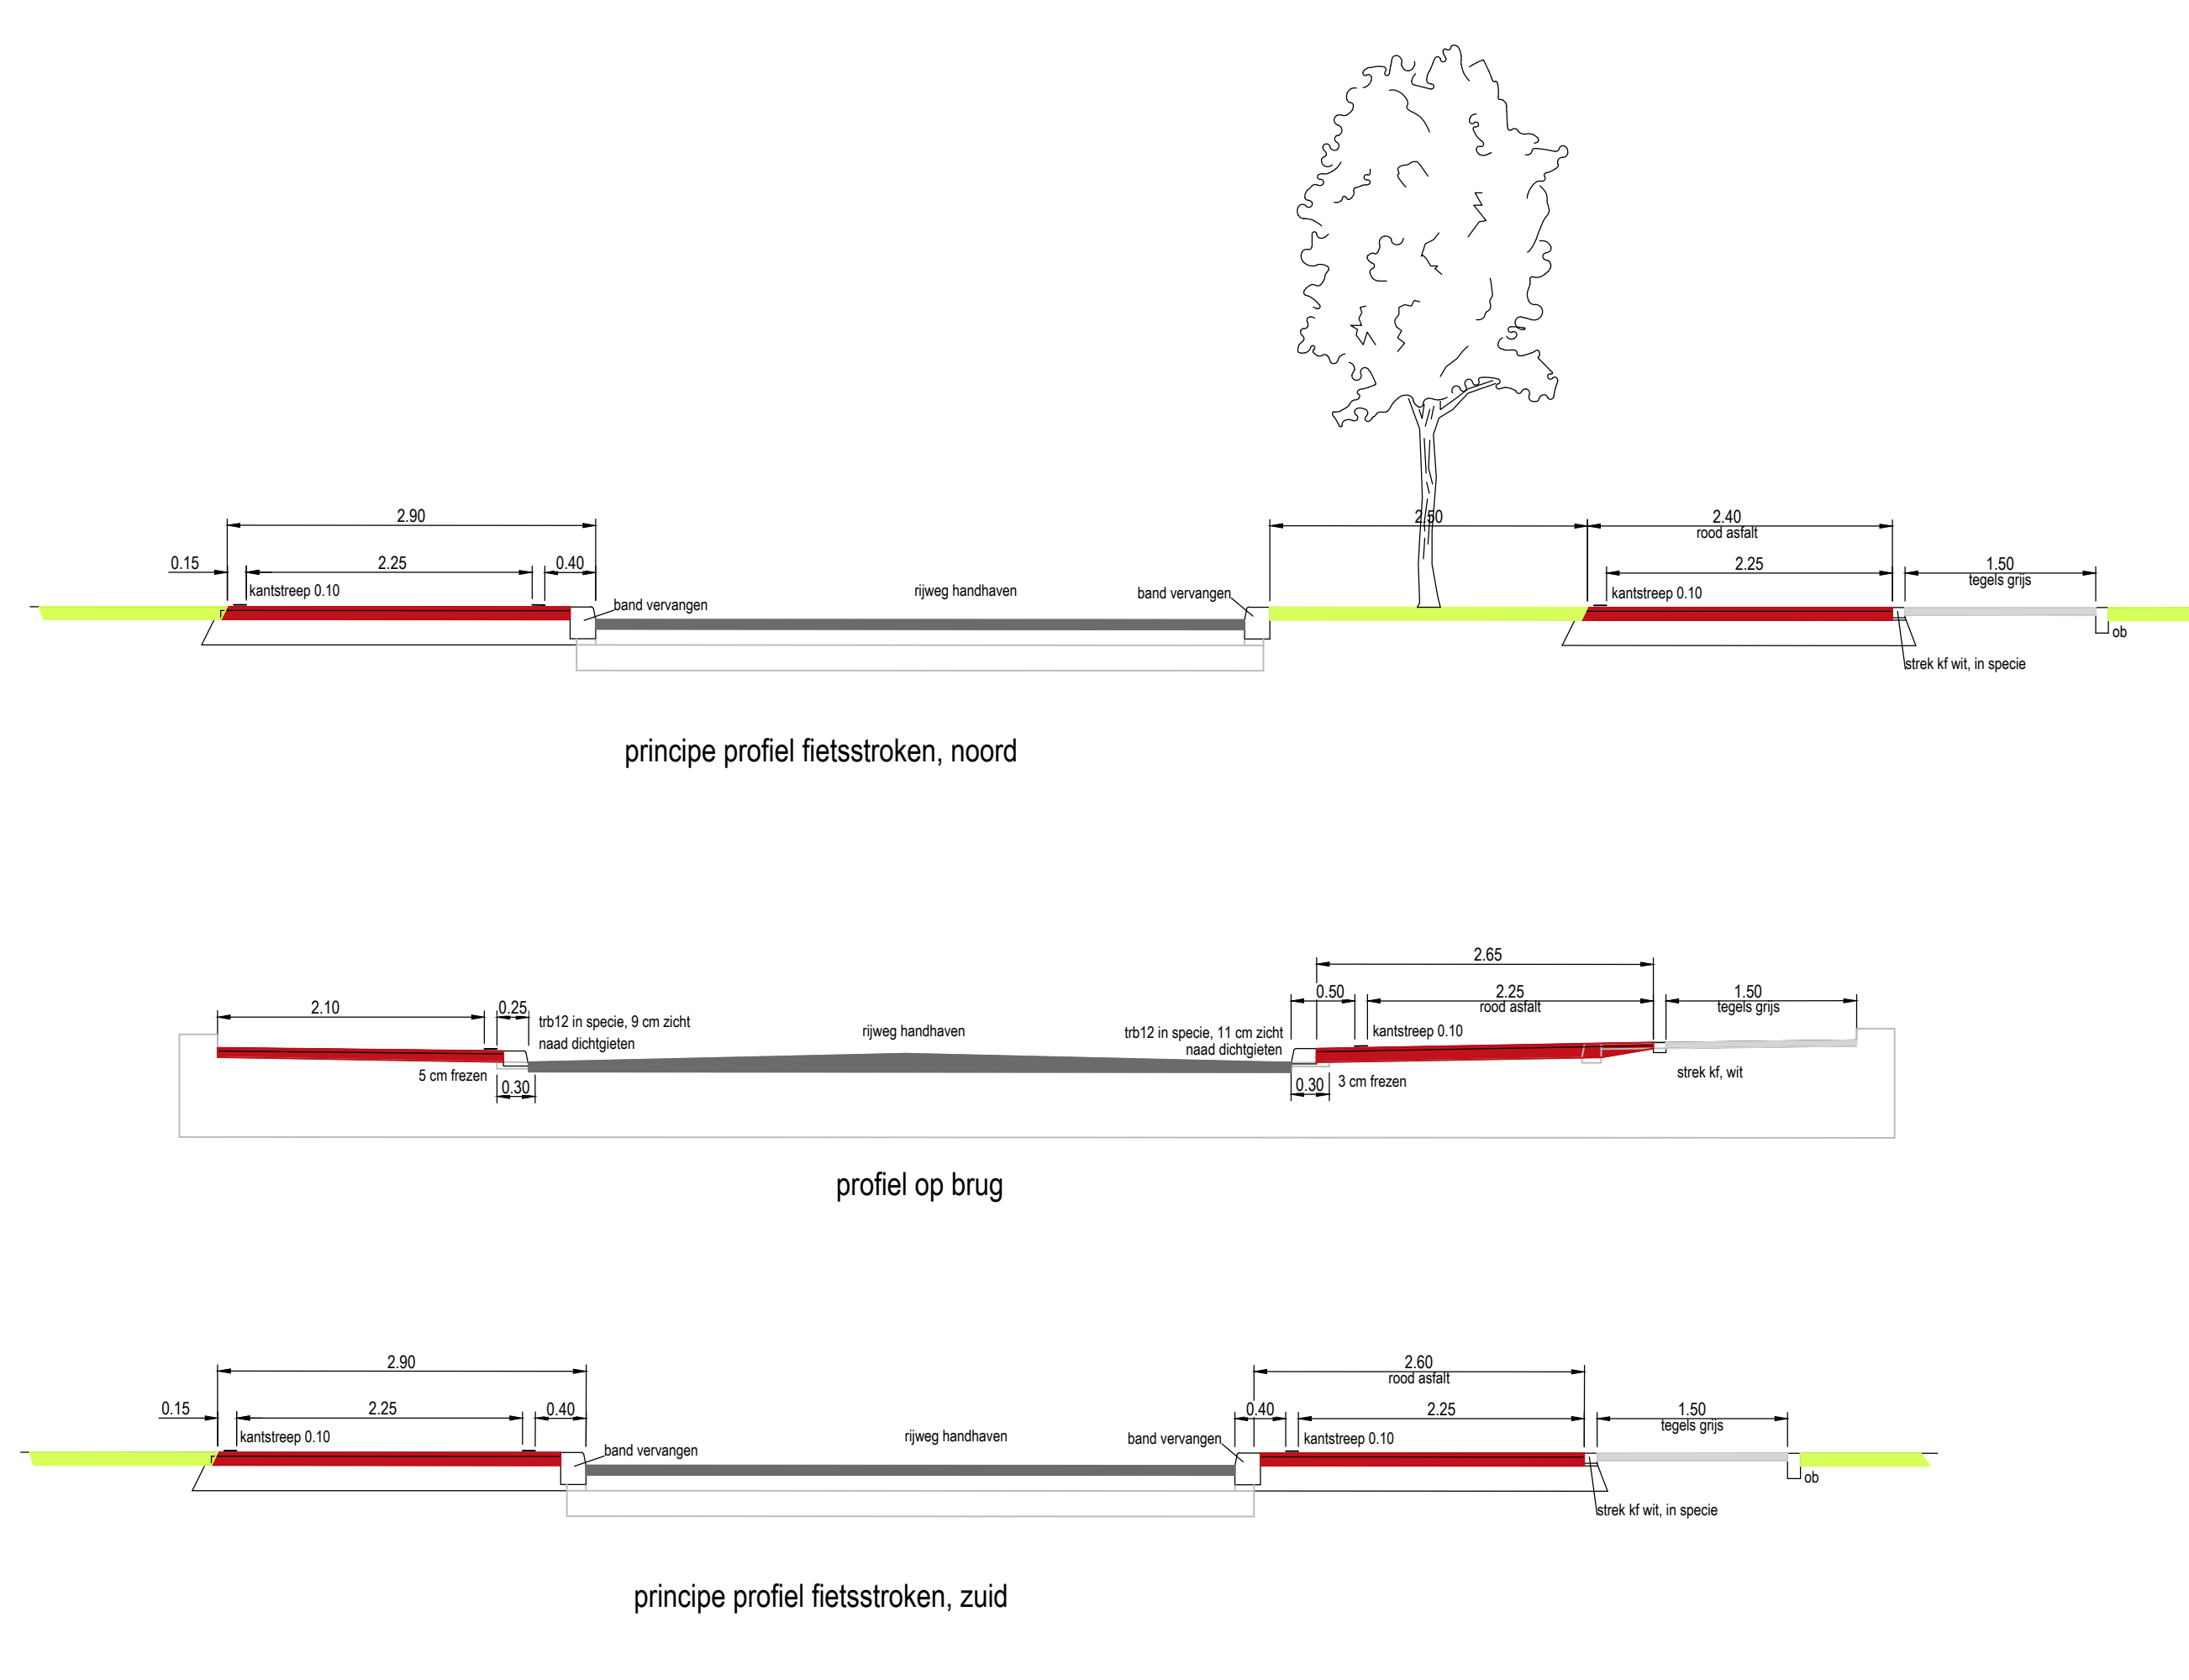 2.90
2.50
2.40
rood asfalt
0.15
2.25
0.40
2.25
1.50
tegels grijs
kantstreep 0.10
band vervangen
rijweg handhaven
band vervangen
kantstreep 0.10
ob
strek kf wit, in specie
principe profiel fietsstroken, noord
2.65
2.10
0.25
0.50
2.25
rood asfalt
1.50
tegels grijs
trb12 in specie, 9 cm zicht
naad dichtgieten
rijweg handhaven
trb12 in specie, 11 cm zicht
naad dichtgieten
kantstreep 0.10
5 cm frezen
0.30
0.30
3 cm frezen
strek kf, wit
profiel op brug
2.90
2.60
rood asfalt
0.15
2.25
0.40
0.40
2.25
1.50
tegels grijs
kantstreep 0.10
band vervangen
rijweg handhaven
band vervangen
kantstreep 0.10
ob
strek kf wit, in specie
principe profiel fietsstroken, zuid